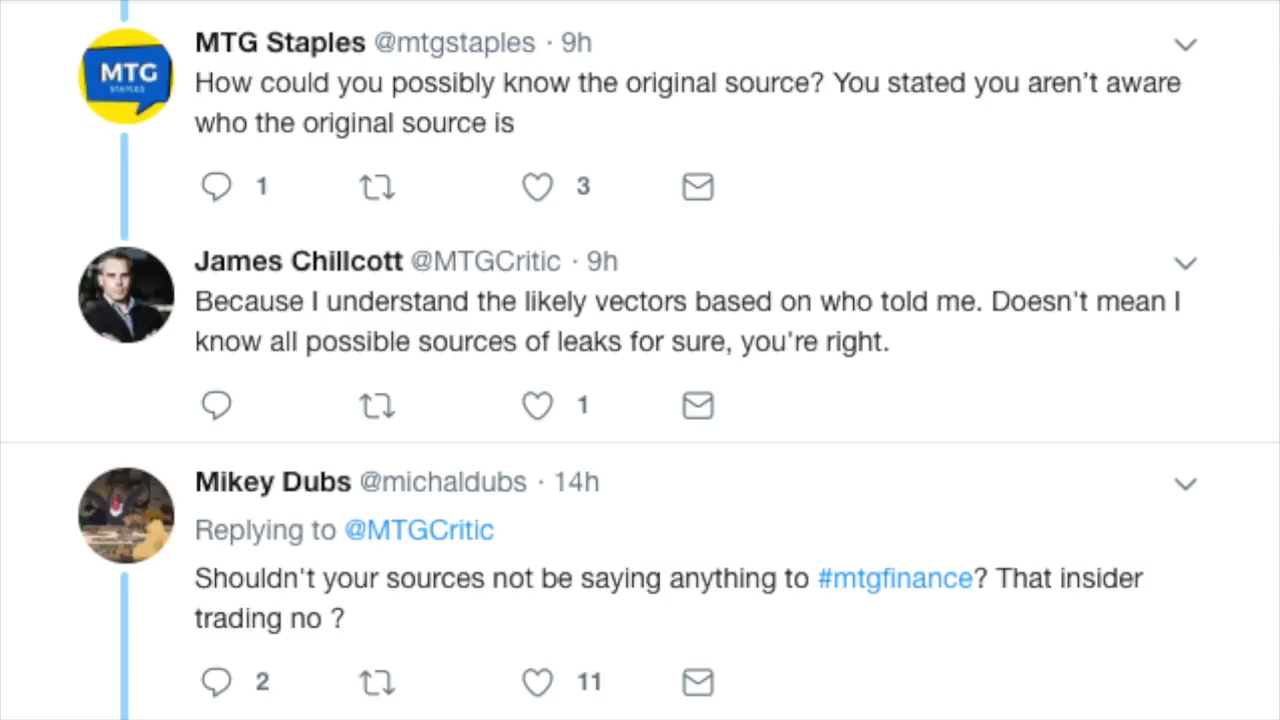 MTG Staples @mtgstaples · 9h
MTG
STAPLES
How could you possibly know the original source? You stated you aren’t aware
who the original source is
1
3
James Chillcott @MTGCritic · 9h
Because I understand the likely vectors based on who told me. Doesn't mean I
know all possible sources of leaks for sure, you're right.
1
Mikey Dubs @michaldubs · 14h
Replying to @MTGCritic
Shouldn't your sources not be saying anything to #mtgfinance? That insider
trading no ?
2
11